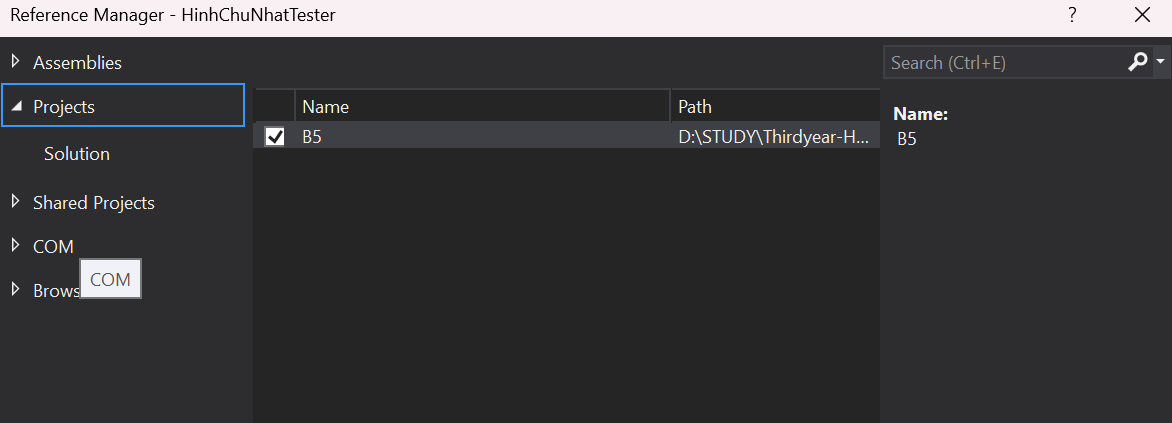 Reference Manager - HinhChuNhatTester ?
Assemblies
Search (Ctrl+E)
Projects
Name Path
Name:
B5 D:\STUDY\Thirdyear-H...
B5
Solution
Shared Projects
COM
COM
Brows